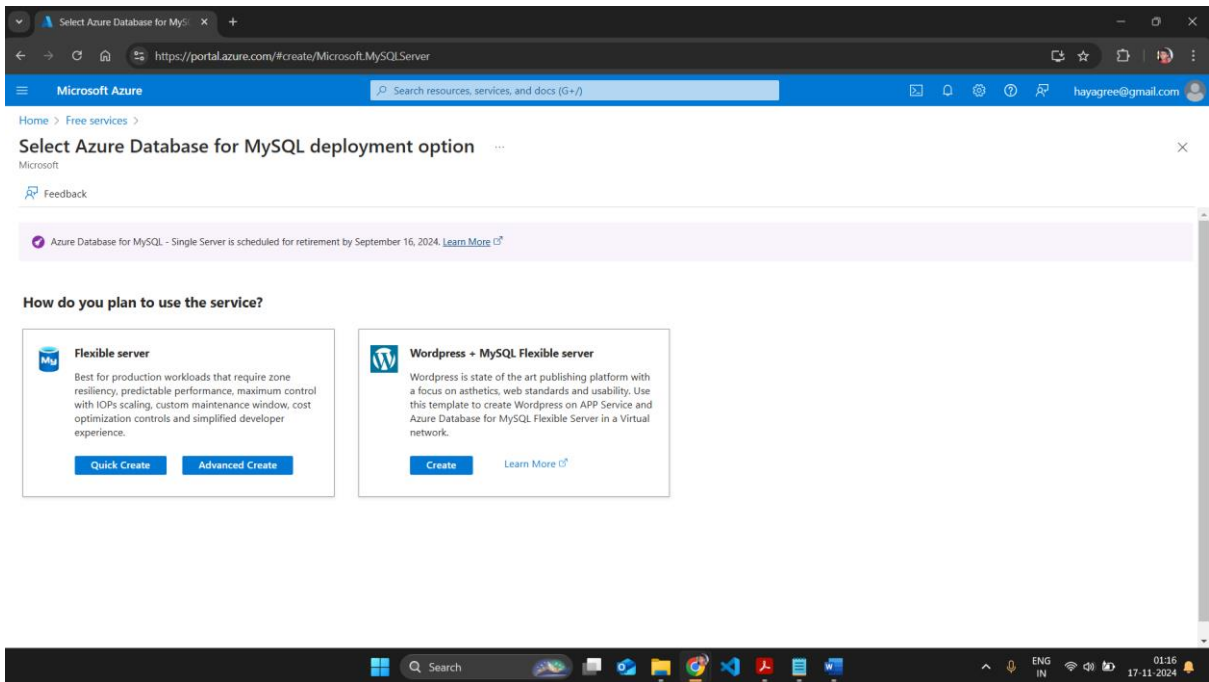 Select Azure Database for MyS
https://portal.azure.com/#create/Microsoft.MySQLServer
Microsoft Azure
Search resources, services, and docs (G+/)
hayagree@gmail.com
Home > Free services >
Select Azure Database for MySQL deployment option ...
Microsoft
Feedback
Azure Database for MySQL - Single Server is scheduled for retirement by September 16, 2024. Learn More
How do you plan to use the service?
My
Flexible server
Best for production workloads that require zone
resiliency, predictable performance, maximum control
with IOPs scaling, custom maintenance window, cost
optimization controls and simplified developer
experience.
Quick Create Advanced Create
Wordpress + MySQL Flexible server
Wordpress is state of the art publishing platform with
a focus on asthetics, web standards and usability. Use
this template to create Wordpress on APP Service and
Azure Database for MySQL Flexible Server in a Virtual
network.
Create Learn More
Search
ENG
IN
01:16
17-11-2024